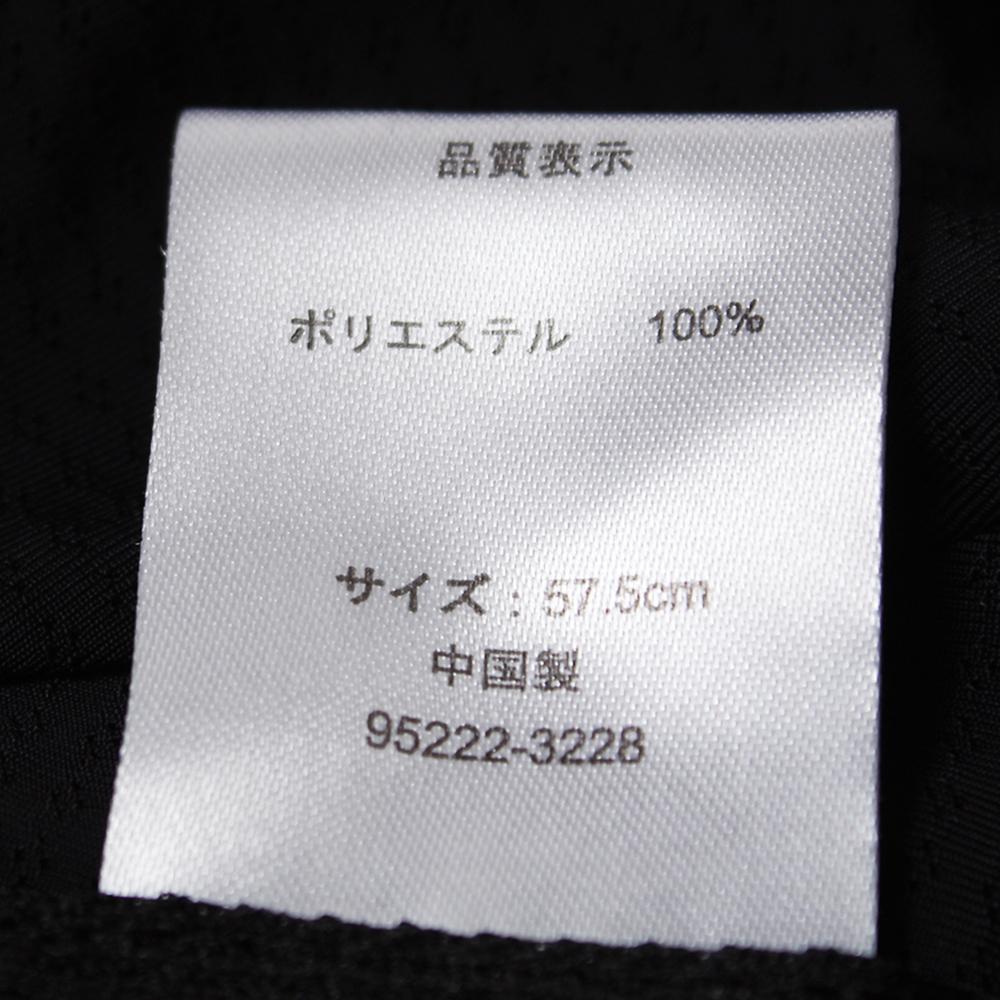 品質表示
ポリエステル 100%
サイズ：57.5cm
中国製
95222-3228